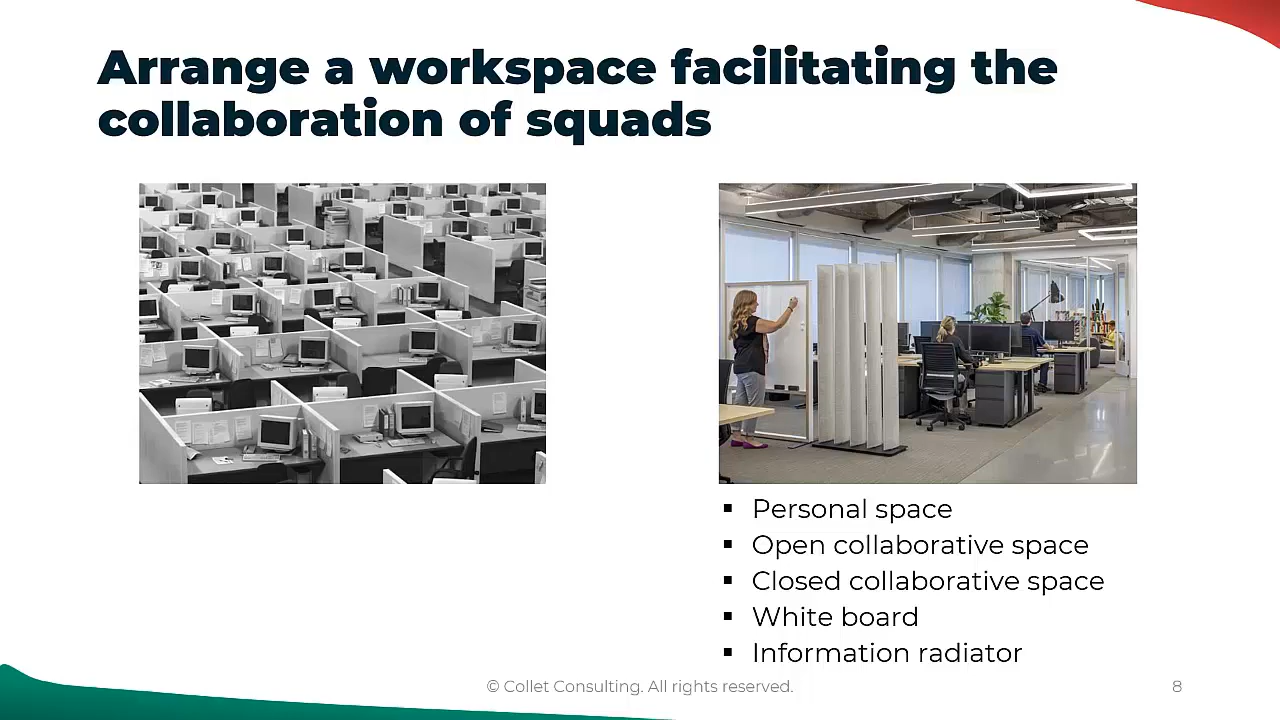 Arrange a workspace facilitating the
collaboration of squads
▪ Personal space
▪ Open collaborative space
▪ Closed collaborative space
▪ White board
▪ Information radiator
© Collet Consulting. All rights reserved.
8